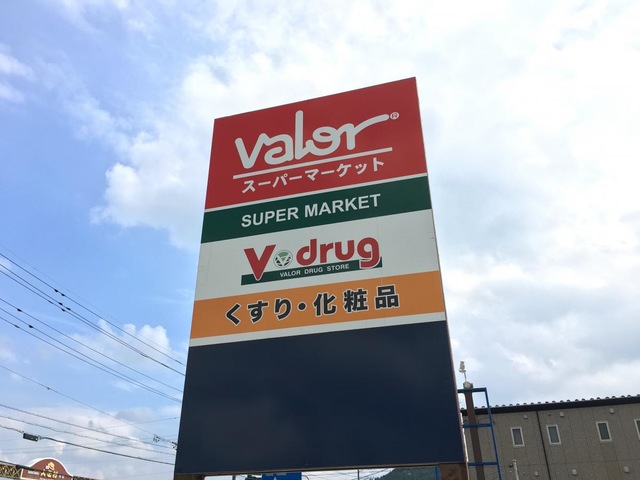 valor®
スーパーマーケット
SUPER MARKET
V・drug
VALOR DRUG STORE
くすり・化粧品